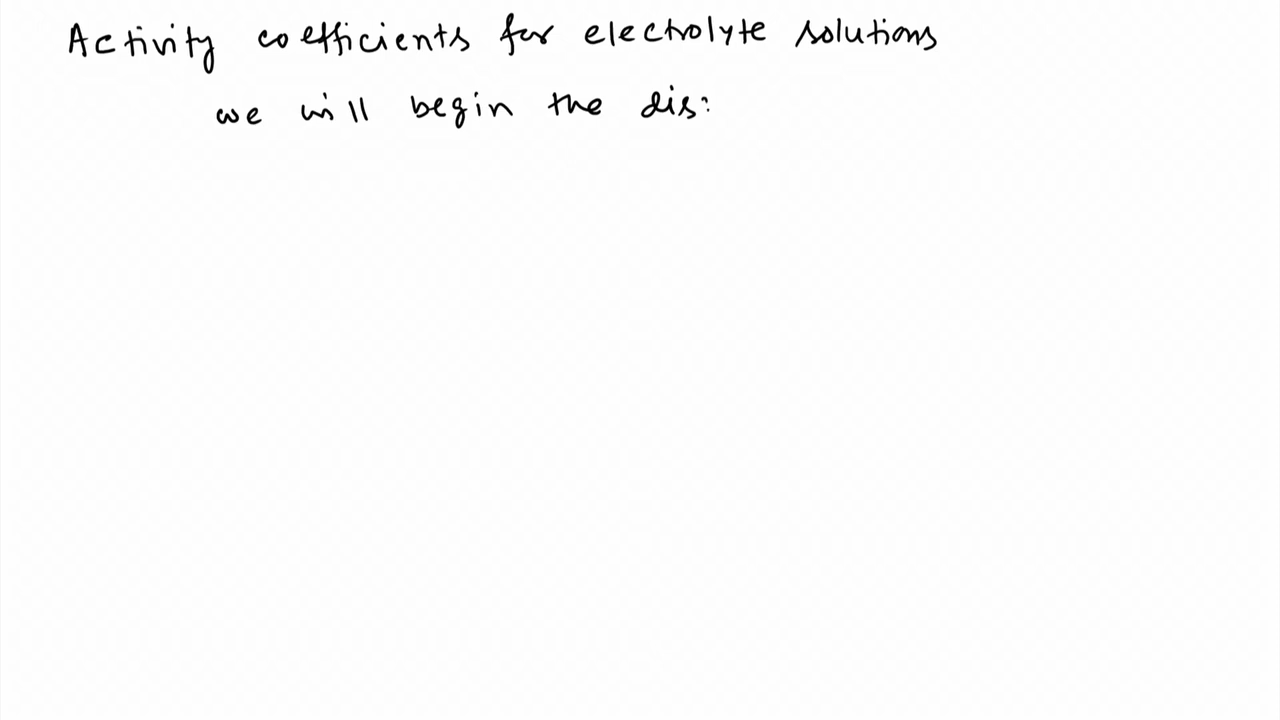 Activity coefficients for electrolyte solutions
we will begin the dis